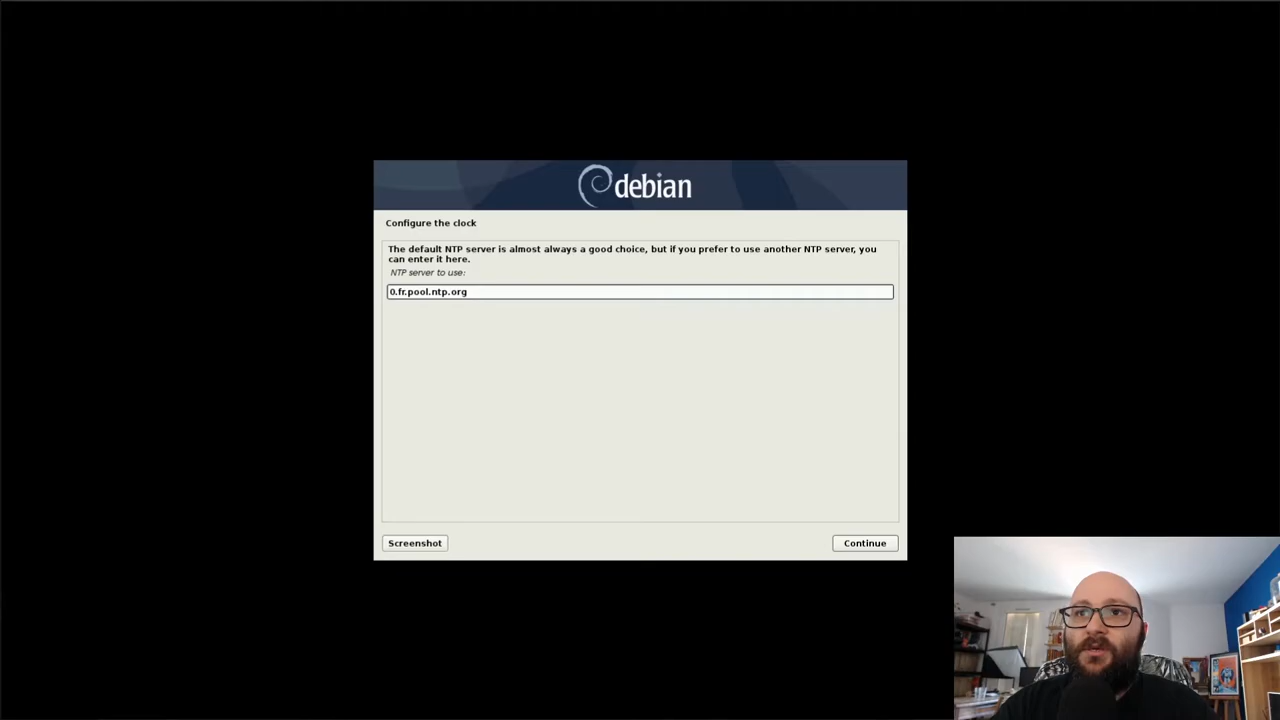 debian
Configure the clock
The default NTP server is almost always a good choice, but if you prefer to use another NTP server, you
can enter it here.
NTP server to use:
0.fr.pool.ntp.org
Screenshot
Continue